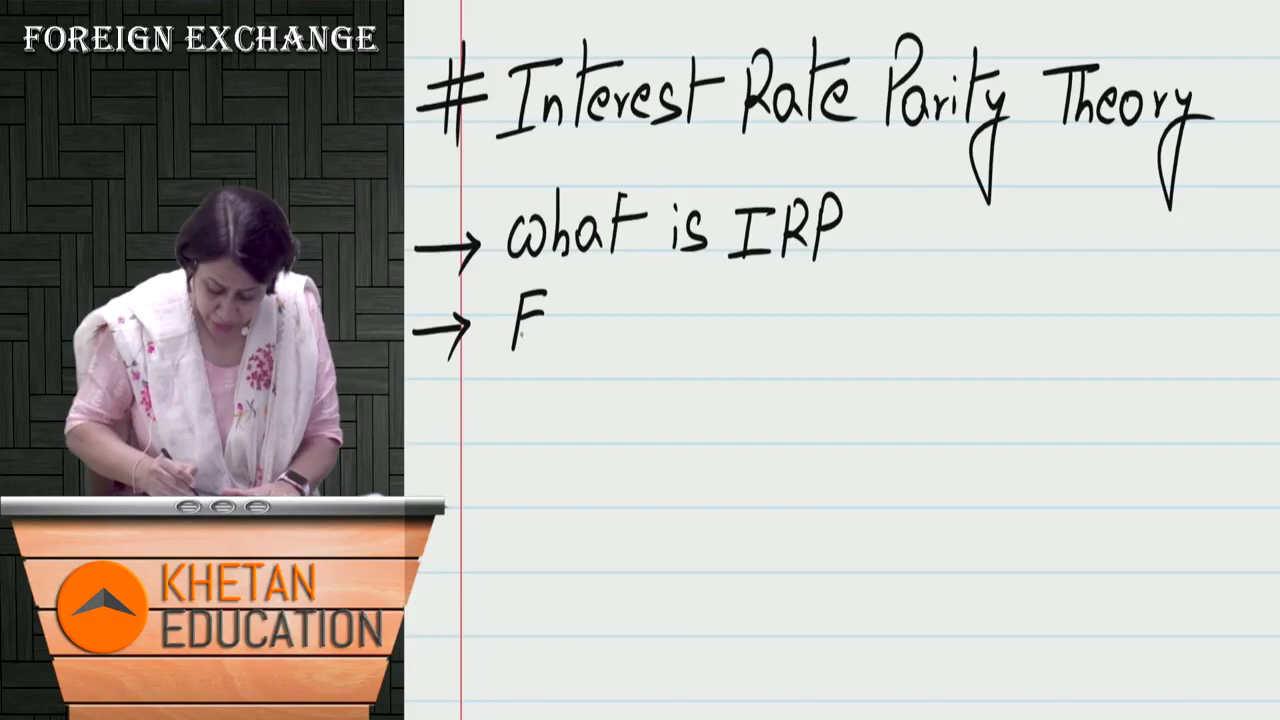 FOREIGN EXCHANGE
# Interest Rate Parity Theory
→ What is IRP
→ F
KHETAN
EDUCATION